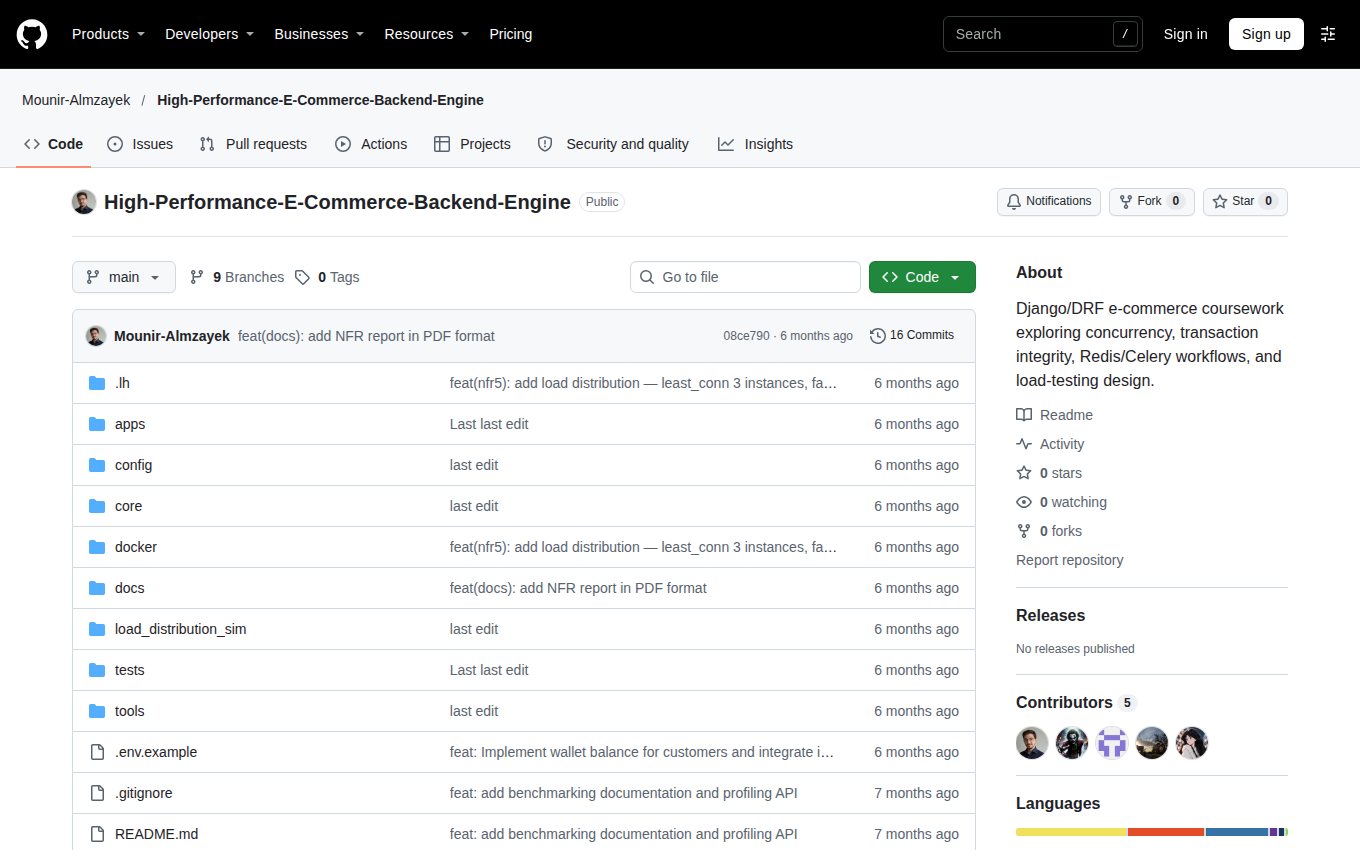 Products Developers Businesses Resources Pricing Search / Sign in Sign up
Mounir-Almzayek / High-Performance-E-Commerce-Backend-Engine
Code Issues Pull requests Actions Projects Security and quality Insights
High-Performance-E-Commerce-Backend-Engine Public Notifications Fork 0 Star 0
main 9 Branches 0 Tags Go to file Code
Mounir-Almzayek feat(docs): add NFR report in PDF format 08ce790 · 6 months ago 16 Commits
.lh feat(nfr5): add load distribution — least_conn 3 instances, fa… 6 months ago
apps Last last edit 6 months ago
config last edit 6 months ago
core last edit 6 months ago
docker feat(nfr5): add load distribution — least_conn 3 instances, fa… 6 months ago
docs feat(docs): add NFR report in PDF format 6 months ago
load_distribution_sim last edit 6 months ago
tests Last last edit 6 months ago
tools last edit 6 months ago
.env.example feat: Implement wallet balance for customers and integrate i… 6 months ago
.gitignore feat: add benchmarking documentation and profiling API 7 months ago
README.md feat: add benchmarking documentation and profiling API 7 months ago
About
Django/DRF e-commerce coursework
exploring concurrency, transaction
integrity, Redis/Celery workflows, and
load-testing design.
Readme
Activity
0 stars
0 watching
0 forks
Report repository
Releases
No releases published
Contributors 5
Languages